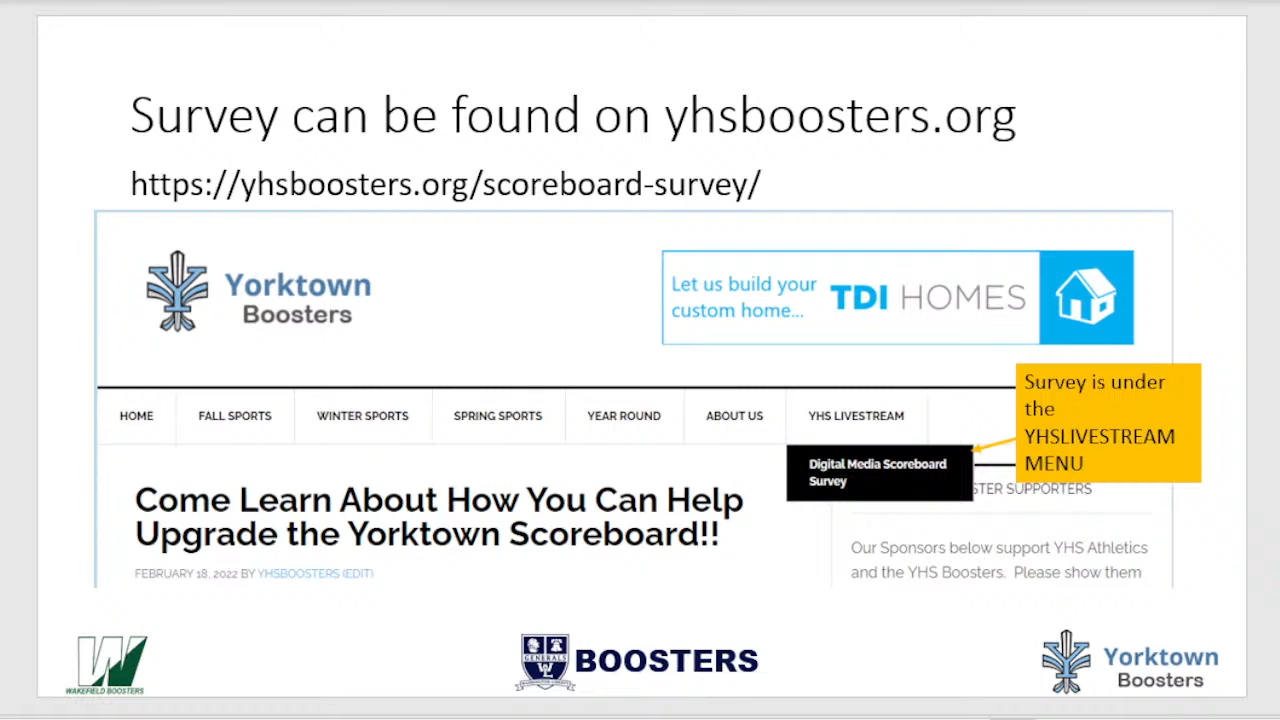 Survey can be found on yhsboosters.org
https://yhsboosters.org/scoreboard-survey/
Yorktown
Boosters
Let us build your
custom home...
TDI HOMES
HOME FALL SPORTS WINTER SPORTS SPRING SPORTS YEAR ROUND ABOUT US YHS LIVESTREAM
Survey is under
the
YHSLIVESTREAM
MENU
Digital Media Scoreboard
Survey
STER SUPPORTERS
Come Learn About How You Can Help
Upgrade the Yorktown Scoreboard!!
FEBRUARY 18, 2022 BY YHSBOOSTERS (EDIT)
Our Sponsors below support YHS Athletics
and the YHS Boosters. Please show them
W
WAKEFIELD BOOSTERS
GENERALS
WL
BOOSTERS
Yorktown
Boosters